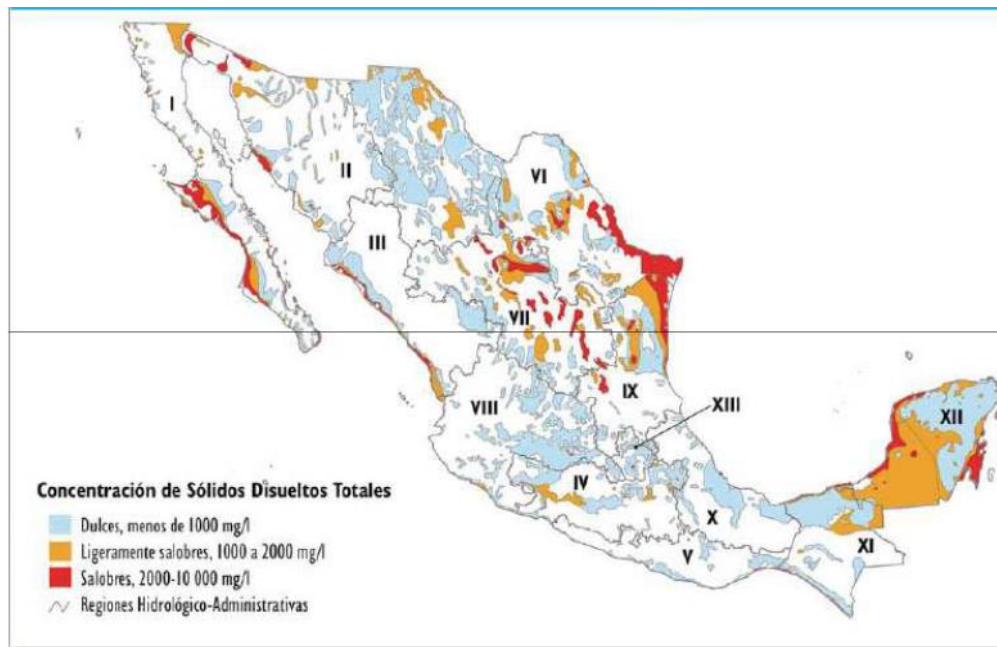 I
II
VI
III
VII
IX
VIII
XIII
XII
IV
X
XI
V
Concentración de Sólidos Disueltos Totales
Dulces, menos de 1000 mg/l
Ligeramente salobres, 1000 a 2000 mg/l
Salobres, 2000-10 000 mg/l
Regiones Hidrológico-Administrativas